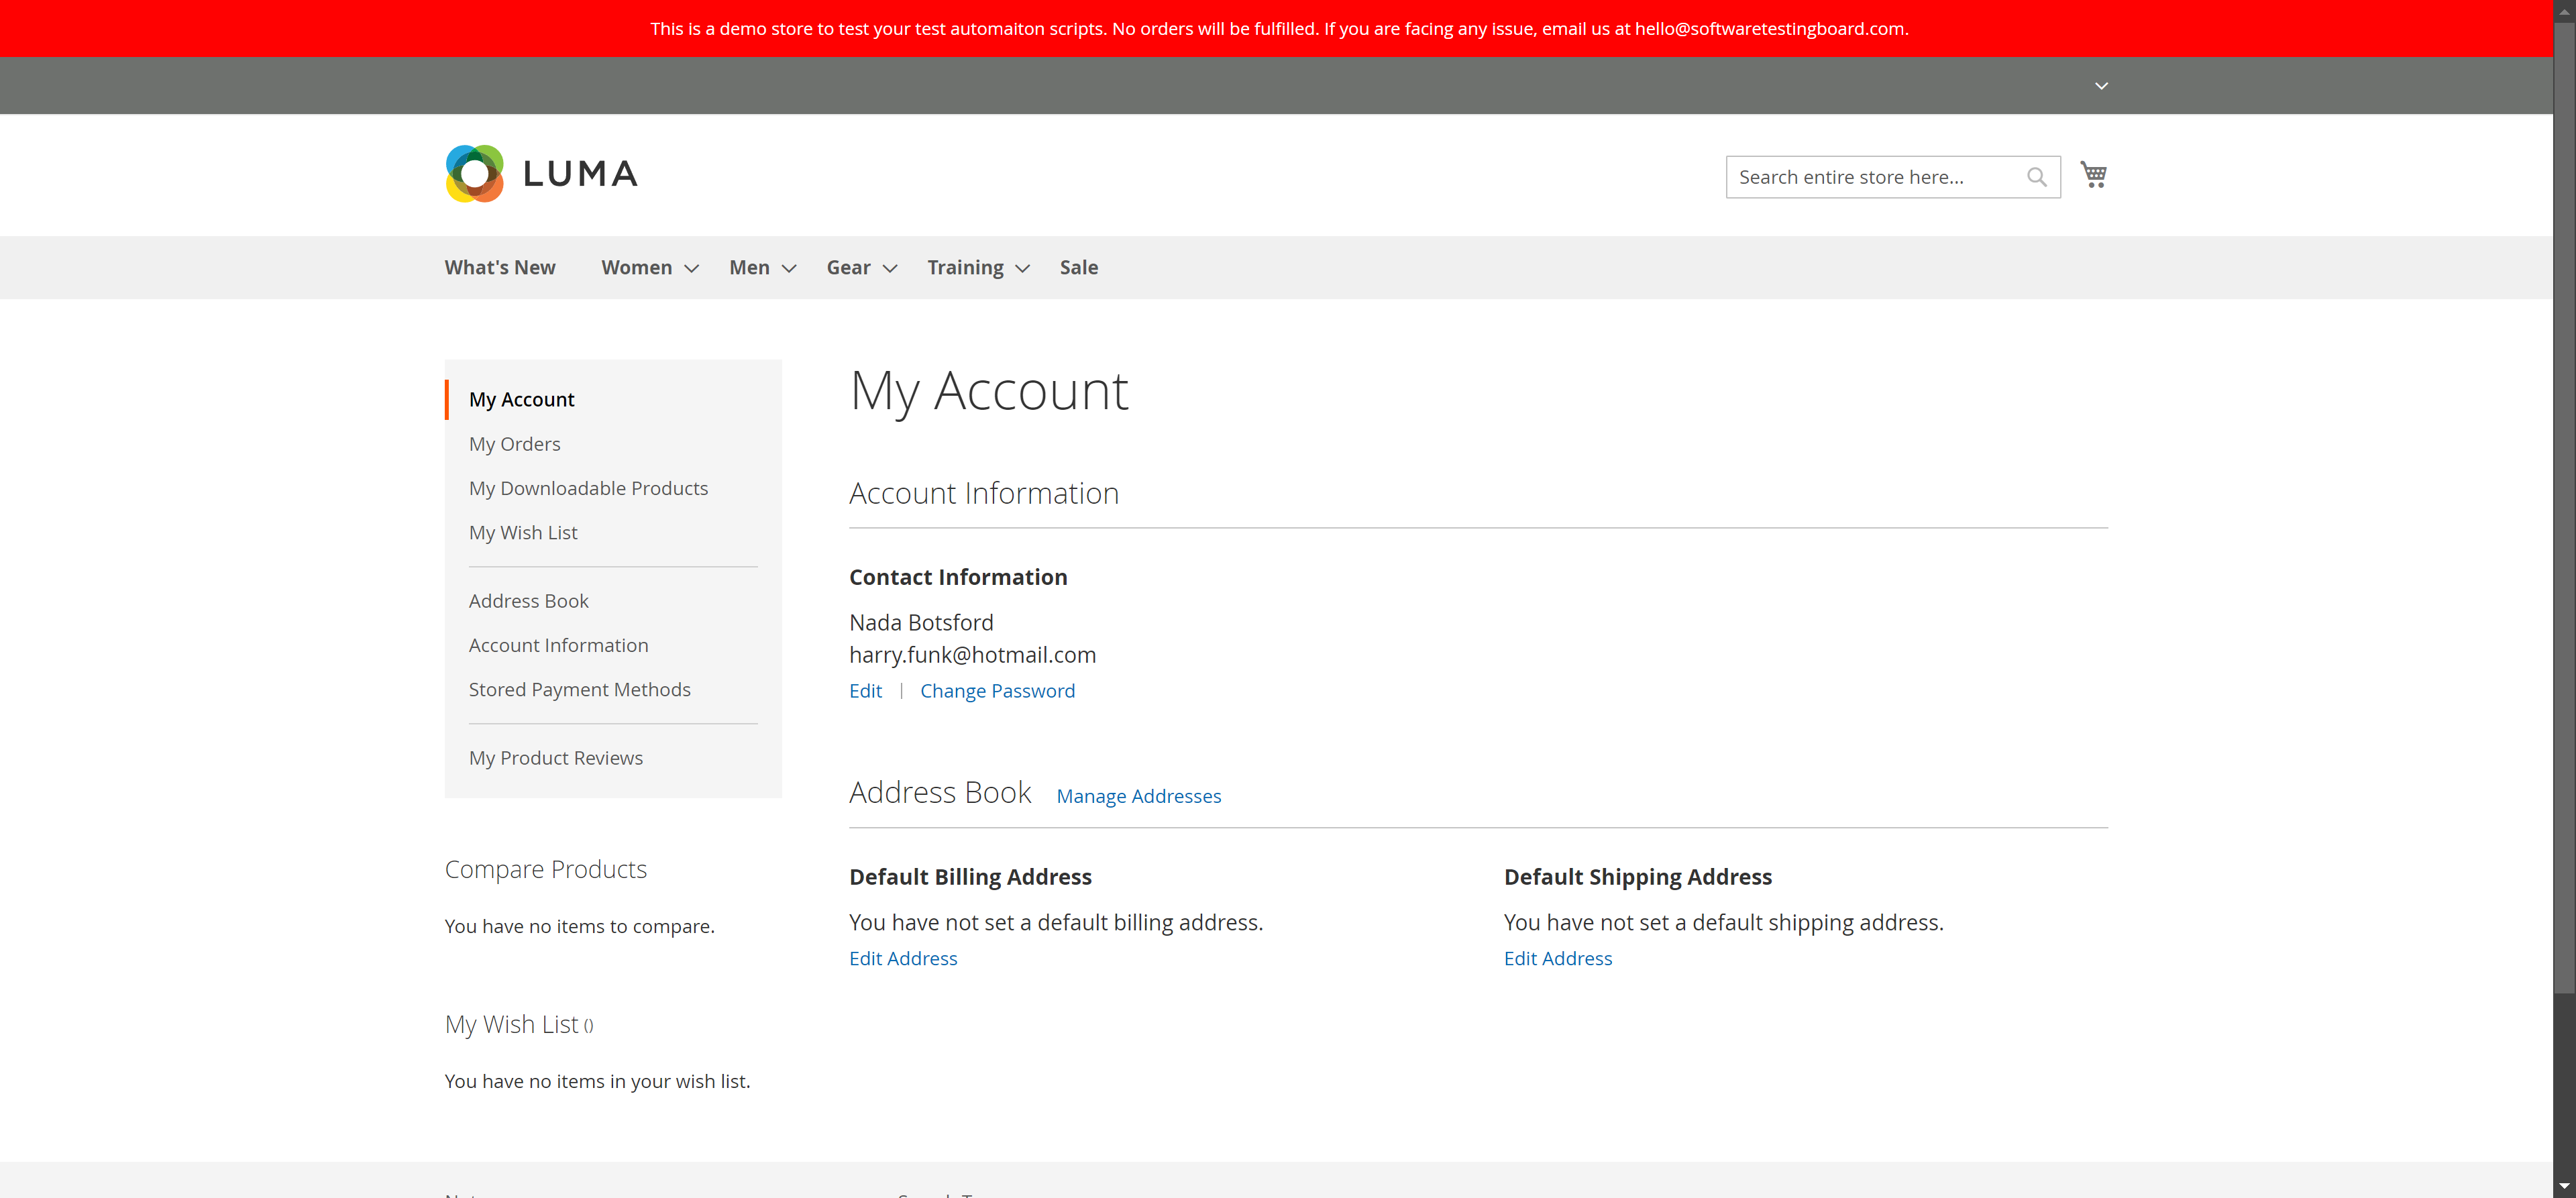 This is a demo store to test your test automaiton scripts. No orders will be fulfilled. If you are facing any issue, email us at hello@softwaretestingboard.com.
LUMA
Search entire store here...
What's New Women Men Gear Training Sale
My Account
My Orders
My Downloadable Products
My Wish List
Address Book
Account Information
Stored Payment Methods
My Product Reviews
Compare Products
You have no items to compare.
My Wish List ()
You have no items in your wish list.
My Account
Account Information
Contact Information
Nada Botsford
harry.funk@hotmail.com
Edit | Change Password
Address Book Manage Addresses
Default Billing Address
You have not set a default billing address.
Edit Address
Default Shipping Address
You have not set a default shipping address.
Edit Address